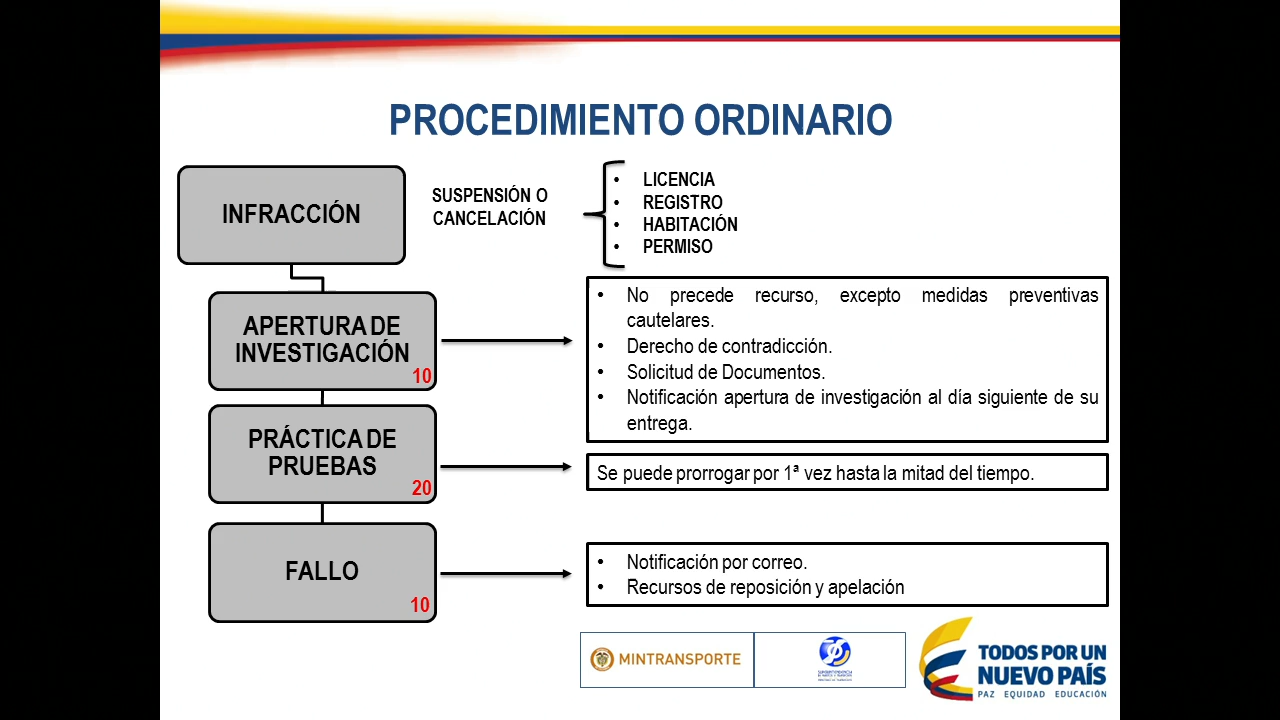 PROCEDIMIENTO ORDINARIO
INFRACCIÓN
SUSPENSIÓN O
CANCELACIÓN
• LICENCIA
• REGISTRO
• HABITACIÓN
• PERMISO
APERTURA DE
INVESTIGACIÓN
10
• No precede recurso, excepto medidas preventivas
cautelares.
• Derecho de contradicción.
• Solicitud de Documentos.
• Notificación apertura de investigación al día siguiente de su
entrega.
PRÁCTICA DE
PRUEBAS
20
Se puede prorrogar por 1ª vez hasta la mitad del tiempo.
FALLO
10
• Notificación por correo.
• Recursos de reposición y apelación
MINTRANSPORTE
TODOS POR UN
NUEVO PAÍS
PAZ EQUIDAD EDUCACIÓN